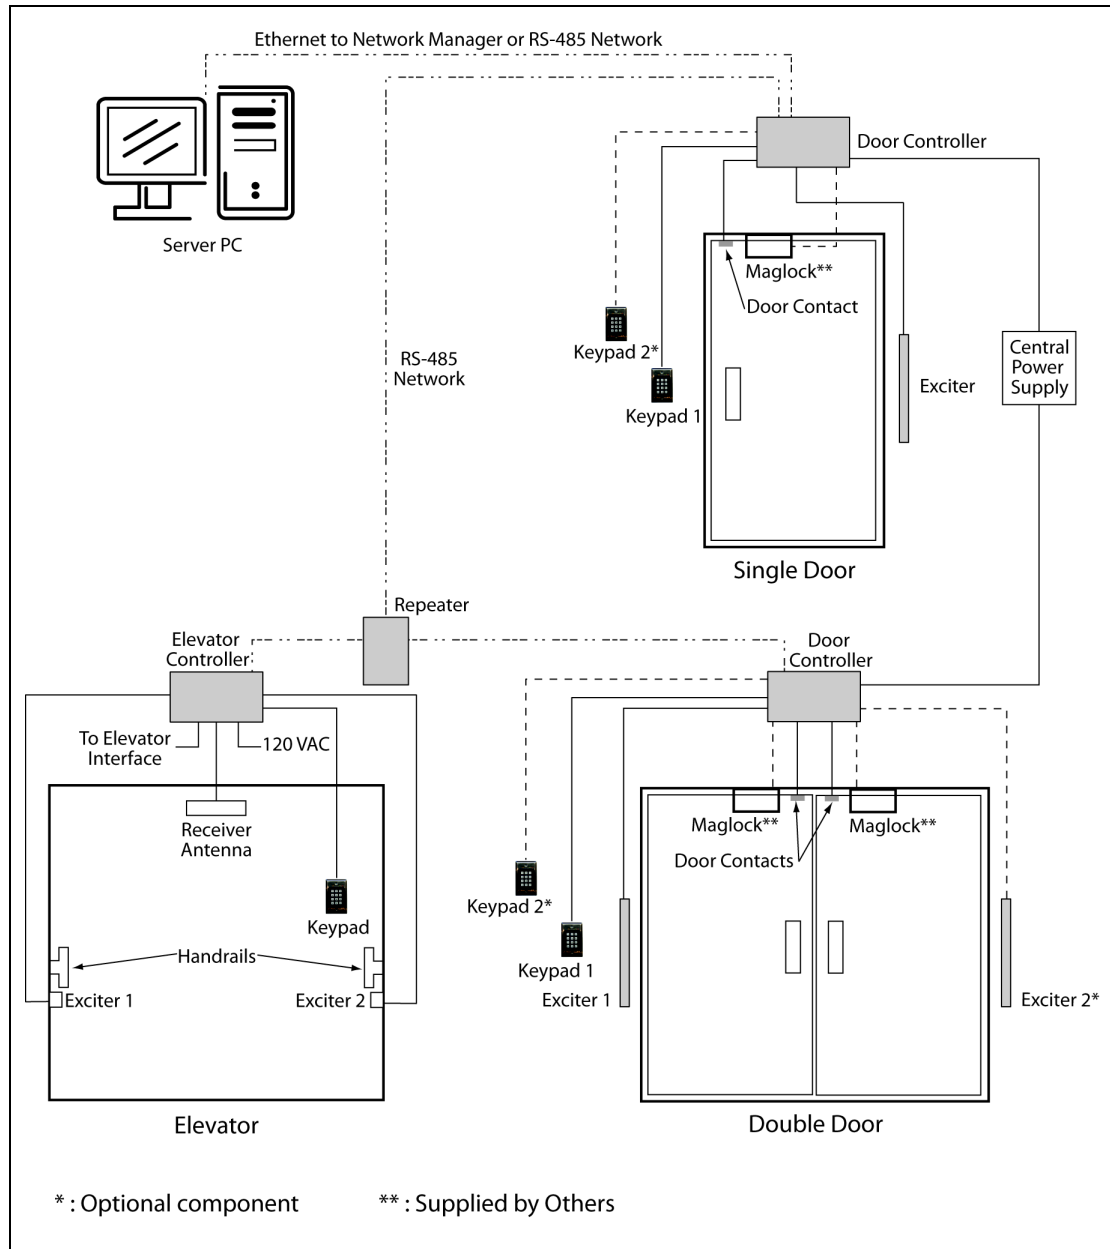 Ethernet to Network Manager or RS-485 Network
Server PC
Door Controller
Maglock**
Door Contact
Keypad 2*
Keypad 1
Exciter
Central
Power
Supply
RS-485
Network
Single Door
Repeater
Elevator
Controller
To Elevator
Interface
120 VAC
Receiver
Antenna
Keypad
Handrails
Exciter 1
Exciter 2
Elevator
Door
Controller
Maglock**
Maglock**
Door Contacts
Keypad 2*
Keypad 1
Exciter 1
Exciter 2*
Double Door
* : Optional component
** : Supplied by Others